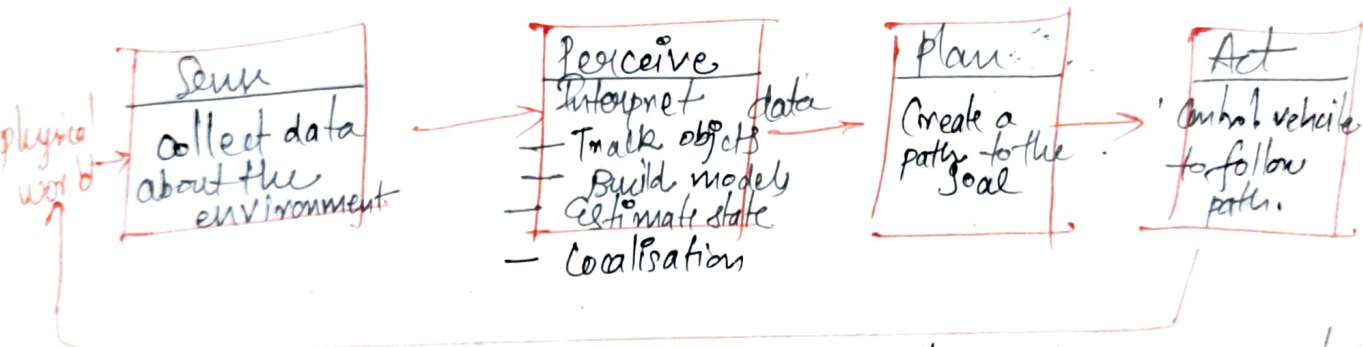 physical
world
Sense
collect data
about the
environment
Perceive
Interpret data
- Track objcts
- Build models
- Estimate state
- Localisation
Plan
Create a
path to the
goal
Act
Control vehicle
to follow
path.